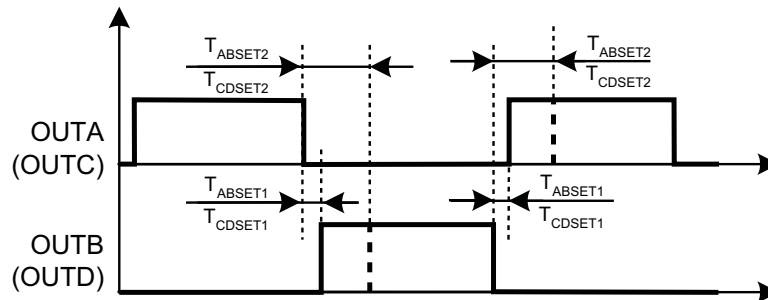 TABSET2
TCDSET2
TABSET2
TCDSET2
OUTA
(OUTC)
TABSET1
TCDSET1
TABSET1
TCDSET1
OUTB
(OUTD)